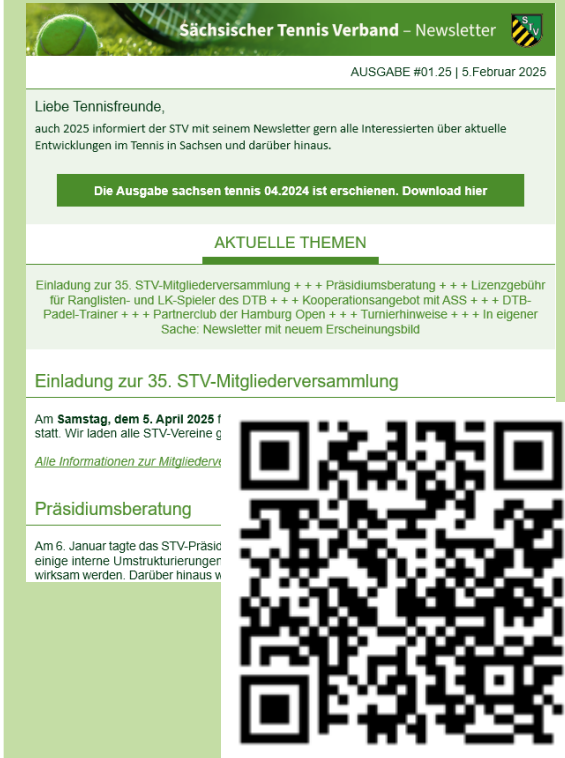 Sächsischer Tennis Verband – Newsletter
STV
AUSGABE #01.25 | 5.Februar 2025
Liebe Tennisfreunde,
auch 2025 informiert der STV mit seinem Newsletter gern alle Interessierten über aktuelle
Entwicklungen im Tennis in Sachsen und darüber hinaus.
Die Ausgabe sachsen tennis 04.2024 ist erschienen. Download hier
AKTUELLE THEMEN
Einladung zur 35. STV-Mitgliederversammlung + + + Präsidiumsberatung + + + Lizenzgebühr
für Ranglisten- und LK-Spieler des DTB + + + Kooperationsangebot mit ASS + + + DTB-
Padel-Trainer + + + Partnerclub der Hamburg Open + + + Turnierhinweise + + + In eigener
Sache: Newsletter mit neuem Erscheinungsbild
Einladung zur 35. STV-Mitgliederversammlung
Am Samstag, dem 5. April 2025 f
statt. Wir laden alle STV-Vereine g
Alle Informationen zur Mitgliederve
Präsidiumsberatung
Am 6. Januar tagte das STV-Präsid
einige interne Umstrukturierungen
wirksam werden. Darüber hinaus w